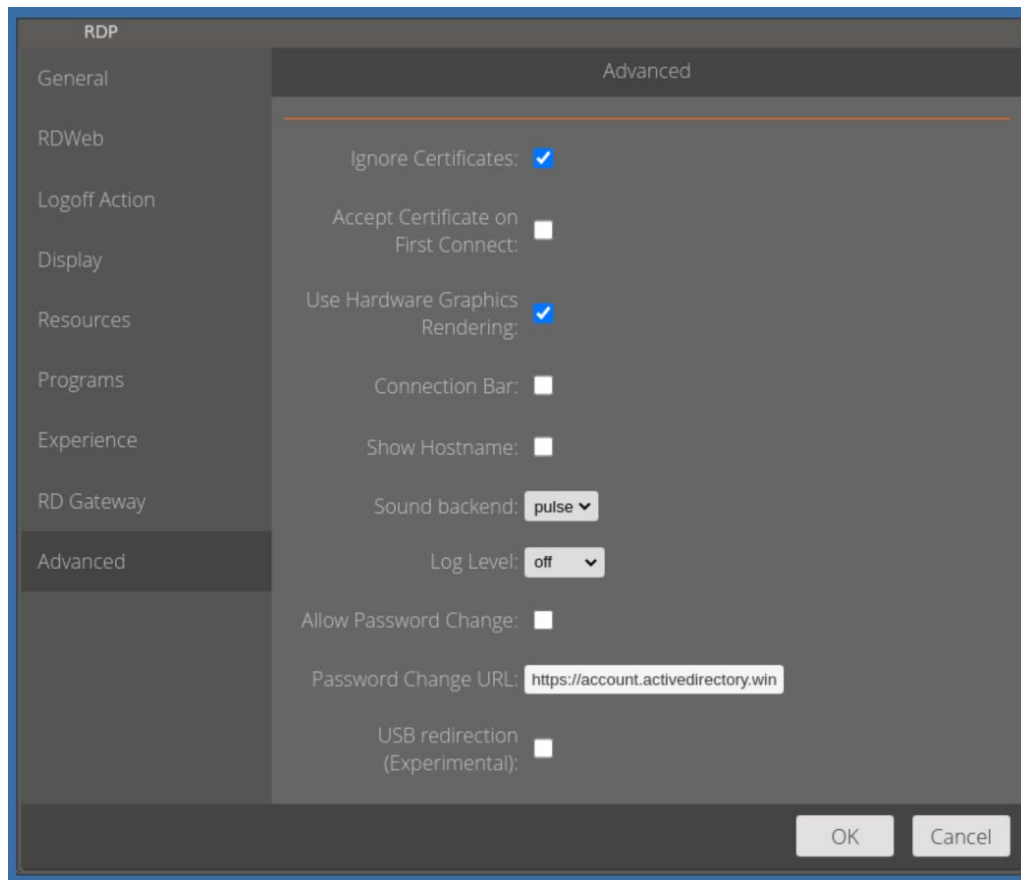 RDP
General
RDWeb
Logoff Action
Display
Resources
Programs
Experience
RD Gateway
Advanced
Advanced
Ignore Certificates:
Accept Certificate on
First Connect:
Use Hardware Graphics
Rendering:
Connection Bar:
Show Hostname:
Sound backend: pulse
Log Level: off
Allow Password Change:
Password Change URL: https://account.activedirectory.win
USB redirection
(Experimental):
OK Cancel